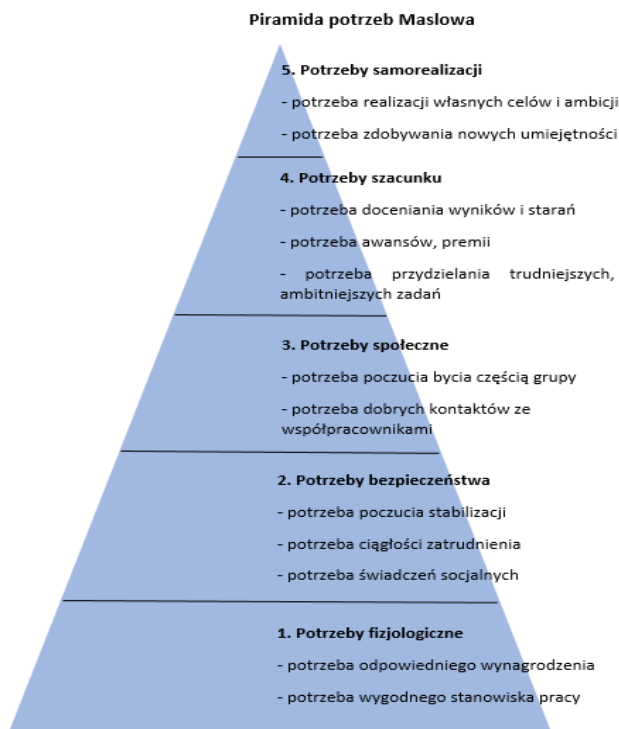 Piramida potrzeb Maslowa
5. Potrzeby samorealizacji
- potrzeba realizacji własnych celów i ambicji
- potrzeba zdobywania nowych umiejętności
4. Potrzeby szacunku
- potrzeba doceniania wyników i starań
- potrzeba awansów, premii
- potrzeba przydzielania trudniejszych,
ambitniejszych zadań
3. Potrzeby społeczne
- potrzeba poczucia bycia częścią grupy
- potrzeba dobrych kontaktów ze
współpracownikami
2. Potrzeby bezpieczeństwa
- potrzeba poczucia stabilizacji
- potrzeba ciągłości zatrudnienia
- potrzeba świadczeń socjalnych
1. Potrzeby fizjologiczne
- potrzeba odpowiedniego wynagrodzenia
- potrzeba wygodnego stanowiska pracy